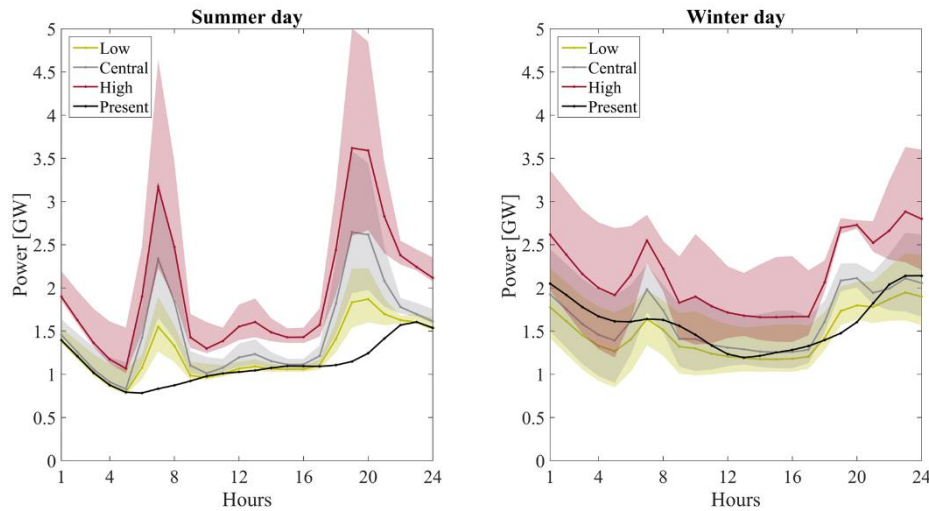 Summer day
5
4.5
4
3.5
3
2.5
2
1.5
1
0.5
0
Power [GW]
Low
Central
High
Present
1 4 8 12 16 20 24
Hours
Winter day
5
4.5
4
3.5
3
2.5
2
1.5
1
0.5
0
Power [GW]
Low
Central
High
Present
1 4 8 12 16 20 24
Hours